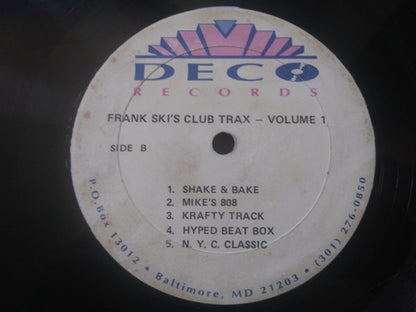 DECO
RECORDS
FRANK SKI'S CLUB TRAX – VOLUME 1
SIDE B
1. SHAKE & BAKE
2. MIKE'S 808
3. KRAFTY TRACK
4. HYPED BEAT BOX
5. N. Y. C. CLASSIC
P.O.Box 13012 • Baltimore, MD 21203 • (301) 276-0850